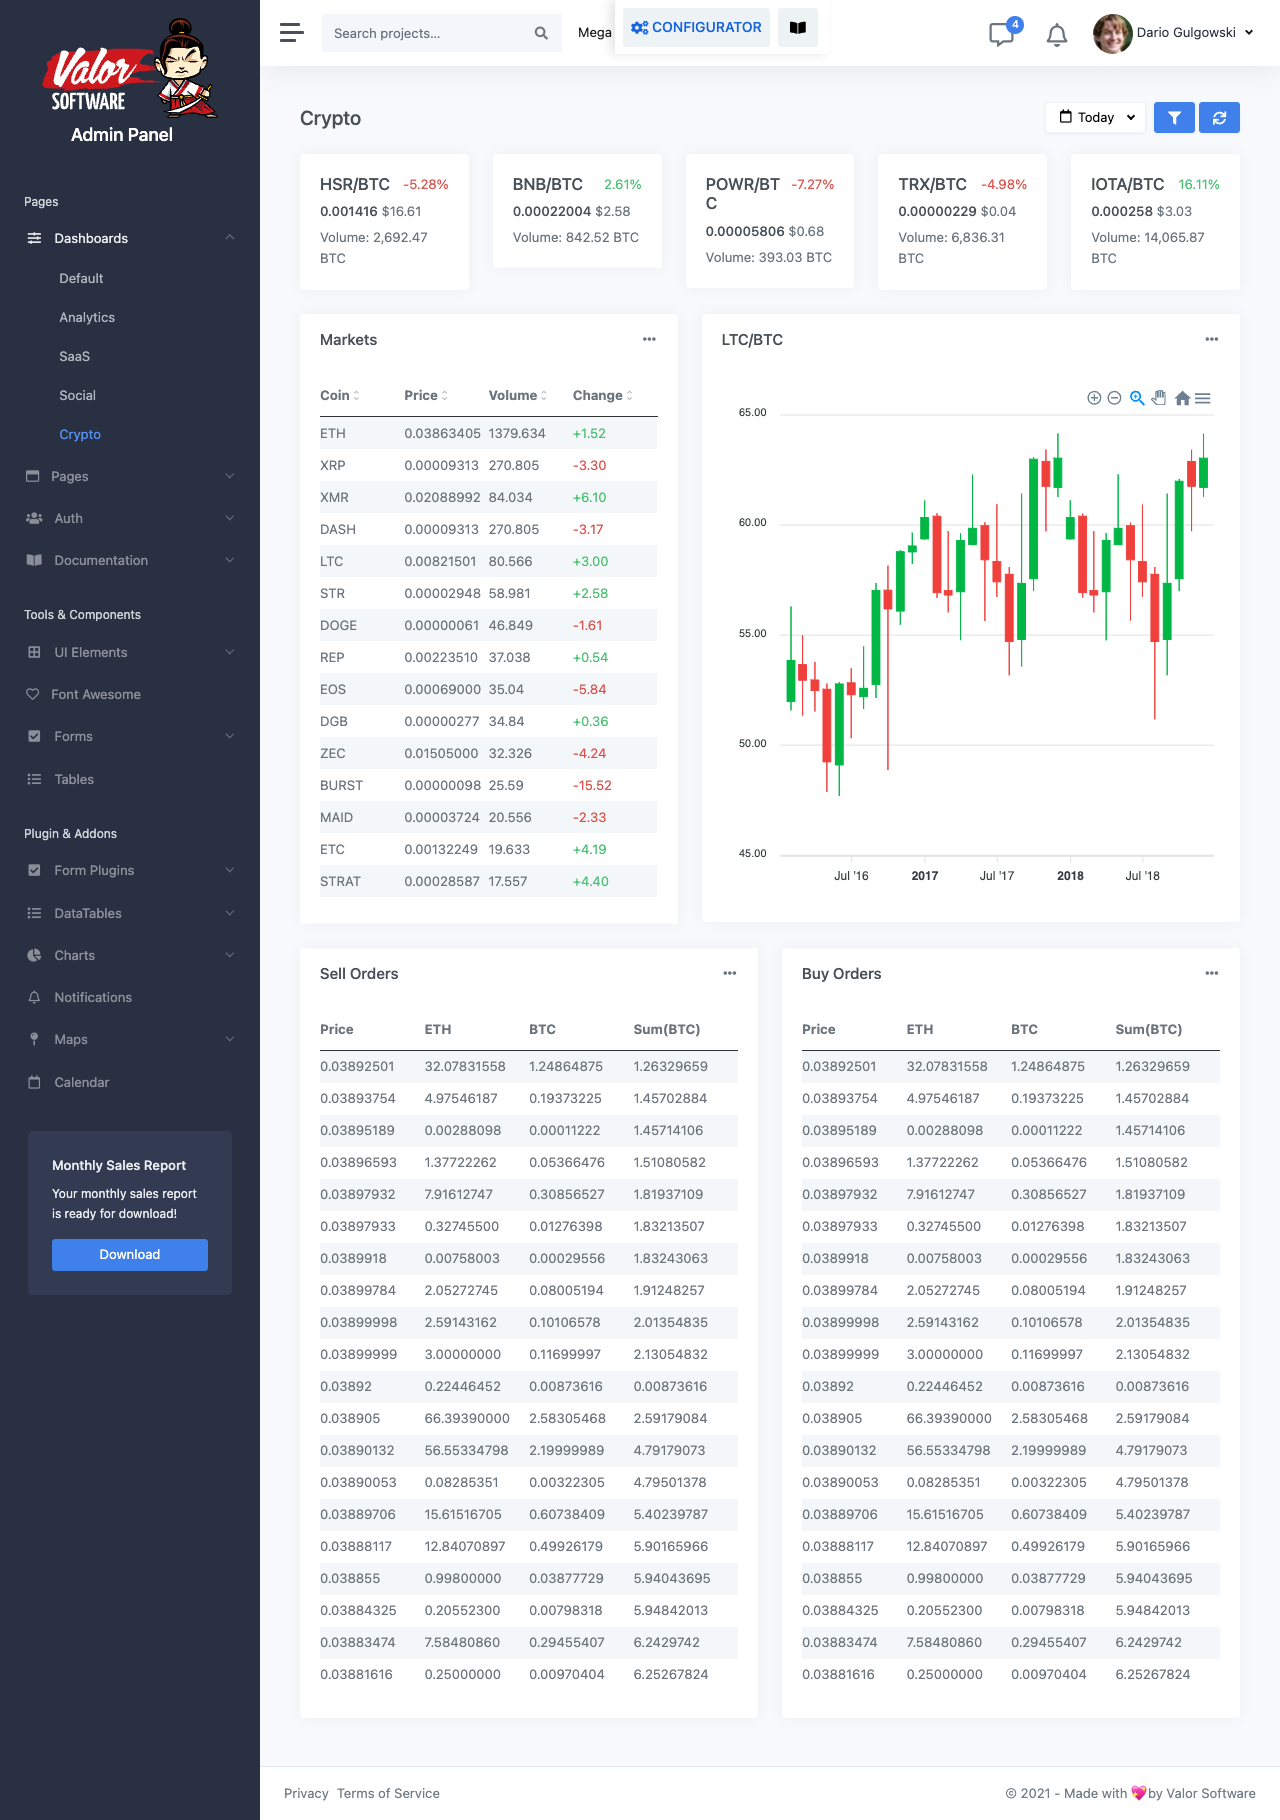 Valor
SOFTWARE
Admin Panel
Pages
Dashboards
Default
Analytics
SaaS
Social
Crypto
Pages
Auth
Documentation
Tools & Components
UI Elements
Font Awesome
Forms
Tables
Plugin & Addons
Form Plugins
DataTables
Charts
Notifications
Maps
Calendar
Monthly Sales Report
Your monthly sales report
is ready for download!
Download
Search projects...
Mega
CONFIGURATOR
4
Dario Gulgowski
Crypto
Today
HSR/BTC -5.28%
0.001416 $16.61
Volume: 2,692.47
BTC
BNB/BTC 2.61%
0.00022004 $2.58
Volume: 842.52 BTC
POWR/BT -7.27%
C
0.00005806 $0.68
Volume: 393.03 BTC
TRX/BTC -4.98%
0.00000229 $0.04
Volume: 6,836.31
BTC
IOTA/BTC 16.11%
0.000258 $3.03
Volume: 14,065.87
BTC
Markets
Coin Price Volume Change
ETH 0.03863405 1379.634 +1.52
XRP 0.00009313 270.805 -3.30
XMR 0.02088992 84.034 +6.10
DASH 0.00009313 270.805 -3.17
LTC 0.00821501 80.566 +3.00
STR 0.00002948 58.981 +2.58
DOGE 0.00000061 46.849 -1.61
REP 0.00223510 37.038 +0.54
EOS 0.00069000 35.04 -5.84
DGB 0.00000277 34.84 +0.36
ZEC 0.01505000 32.326 -4.24
BURST 0.00000098 25.59 -15.52
MAID 0.00003724 20.556 -2.33
ETC 0.00132249 19.633 +4.19
STRAT 0.00028587 17.557 +4.40
LTC/BTC
65.00
60.00
55.00
50.00
45.00
Jul '16 2017 Jul '17 2018 Jul '18
Sell Orders
Price ETH BTC Sum(BTC)
0.03892501 32.07831558 1.24864875 1.26329659
0.03893754 4.97546187 0.19373225 1.45702884
0.03895189 0.00288098 0.00011222 1.45714106
0.03896593 1.37722262 0.05366476 1.51080582
0.03897932 7.91612747 0.30856527 1.81937109
0.03897933 0.32745500 0.01276398 1.83213507
0.0389918 0.00758003 0.00029556 1.83243063
0.03899784 2.05272745 0.08005194 1.91248257
0.03899998 2.59143162 0.10106578 2.01354835
0.03899999 3.00000000 0.11699997 2.13054832
0.03892 0.22446452 0.00873616 0.00873616
0.038905 66.39390000 2.58305468 2.59179084
0.03890132 56.55334798 2.19999989 4.79179073
0.03890053 0.08285351 0.00322305 4.79501378
0.03889706 15.61516705 0.60738409 5.40239787
0.03888117 12.84070897 0.49926179 5.90165966
0.038855 0.99800000 0.03877729 5.94043695
0.03884325 0.20552300 0.00798318 5.94842013
0.03883474 7.58480860 0.29455407 6.2429742
0.03881616 0.25000000 0.00970404 6.25267824
Buy Orders
Price ETH BTC Sum(BTC)
0.03892501 32.07831558 1.24864875 1.26329659
0.03893754 4.97546187 0.19373225 1.45702884
0.03895189 0.00288098 0.00011222 1.45714106
0.03896593 1.37722262 0.05366476 1.51080582
0.03897932 7.91612747 0.30856527 1.81937109
0.03897933 0.32745500 0.01276398 1.83213507
0.0389918 0.00758003 0.00029556 1.83243063
0.03899784 2.05272745 0.08005194 1.91248257
0.03899998 2.59143162 0.10106578 2.01354835
0.03899999 3.00000000 0.11699997 2.13054832
0.03892 0.22446452 0.00873616 0.00873616
0.038905 66.39390000 2.58305468 2.59179084
0.03890132 56.55334798 2.19999989 4.79179073
0.03890053 0.08285351 0.00322305 4.79501378
0.03889706 15.61516705 0.60738409 5.40239787
0.03888117 12.84070897 0.49926179 5.90165966
0.038855 0.99800000 0.03877729 5.94043695
0.03884325 0.20552300 0.00798318 5.94842013
0.03883474 7.58480860 0.29455407 6.2429742
0.03881616 0.25000000 0.00970404 6.25267824
Privacy Terms of Service
© 2021 - Made with 💖by Valor Software